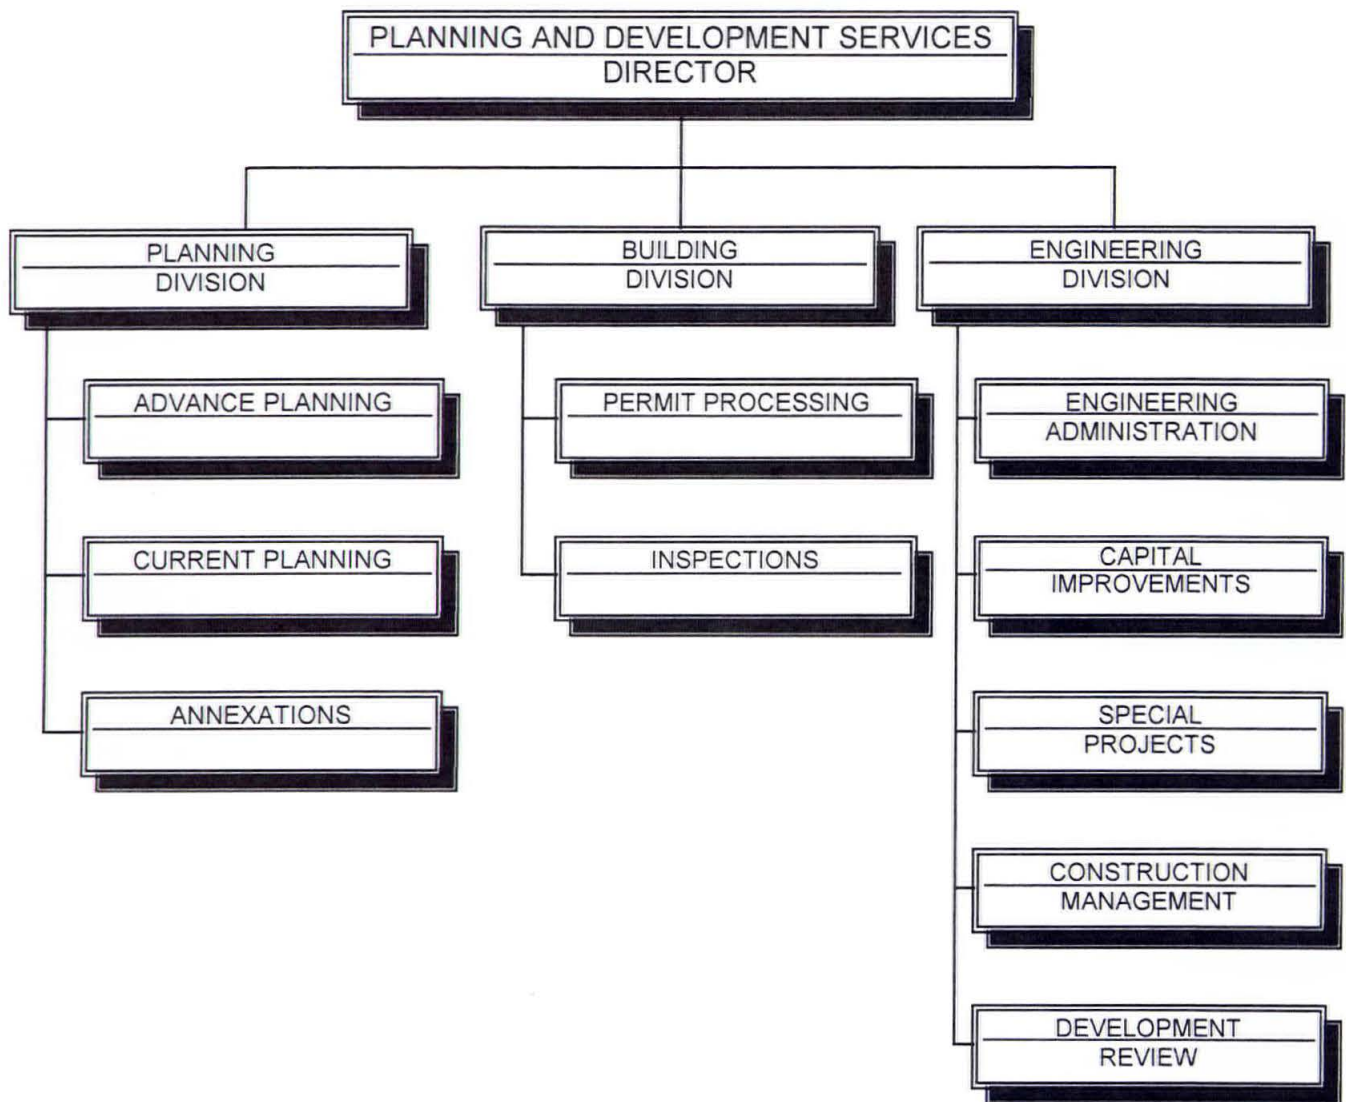 PLANNING AND DEVELOPMENT SERVICES
DIRECTOR
PLANNING
DIVISION
ADVANCE PLANNING
CURRENT PLANNING
ANNEXATIONS
BUILDING
DIVISION
PERMIT PROCESSING
INSPECTIONS
ENGINEERING
DIVISION
ENGINEERING
ADMINISTRATION
CAPITAL
IMPROVEMENTS
SPECIAL
PROJECTS
CONSTRUCTION
MANAGEMENT
DEVELOPMENT
REVIEW